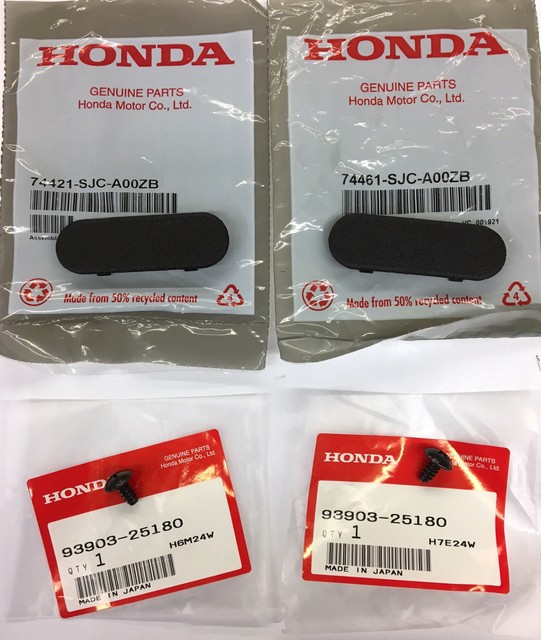 HONDA
GENUINE PARTS
Honda Motor Co., Ltd.
74421-SJC-A00ZB
Made from 50% recycled content
HONDA
GENUINE PARTS
Honda Motor Co., Ltd.
74461-SJC-A00ZB
Made from 50% recycled content
4
GENUINE PARTS
Honda Motor Co., Ltd.
HONDA
93903-25180
H6M24W
QTY 1
MADE IN JAPAN
GENUINE PARTS
Honda Motor Co., Ltd.
HONDA
93903-25180
QTY 1
H7E24W
MADE IN JAPAN